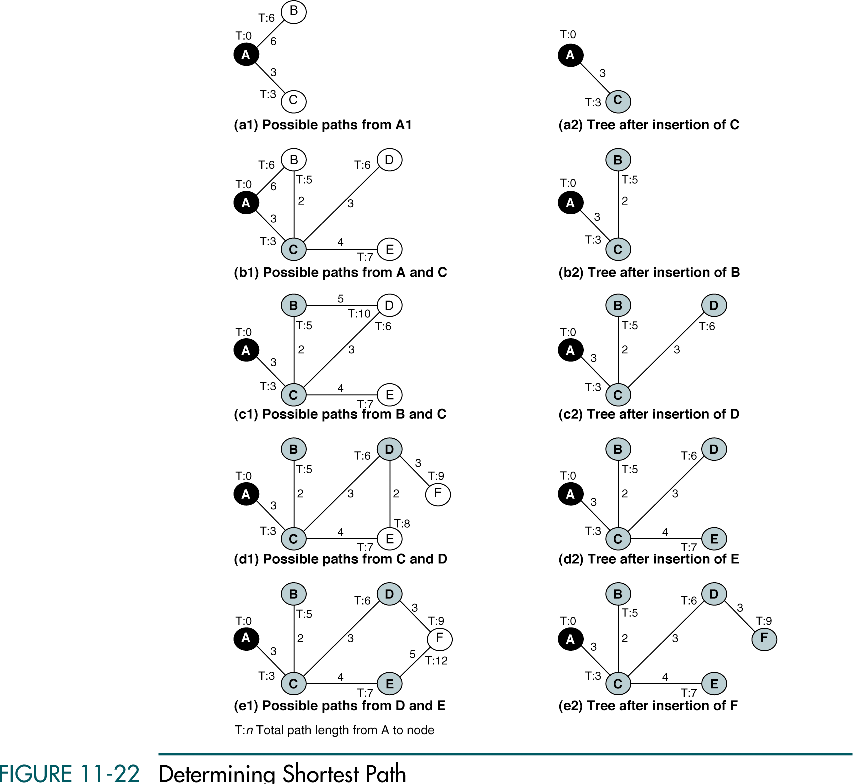 T:6 B
T:0
A 6
3
T:3 C
(a1) Possible paths from A1
T:0
A
3
T:3 C
(a2) Tree after insertion of C
T:6 B T:6 D
T:0 T:5
A 6 2
3 3
T:3 4
C T:7 E
(b1) Possible paths from A and C
B
T:0 T:5
A 2
3
T:3
C
(b2) Tree after insertion of B
B 5 D
T:10
T:0 T:5 T:6
A 2 3
3
T:3 4
C T:7 E
(c1) Possible paths from B and C
B D
T:0 T:5 T:6
A 2 3
3
T:3
C
(c2) Tree after insertion of D
B T:6 D
3
T:0 T:5 T:9
A 2 3 2 F
3
T:8
T:3 4
C T:7 E
(d1) Possible paths from C and D
B T:6 D
T:0 T:5
A 2 3
3
T:3 4
C T:7 E
(d2) Tree after insertion of E
B T:6 D
3
T:0 T:5 T:9
A 2 3 F
3 5 T:12
T:3 4
C T:7 E
(e1) Possible paths from D and E
B T:6 D
3
T:0 T:5 T:9
A 2 3 F
3
T:3 4
C T:7 E
(e2) Tree after insertion of F
T:n Total path length from A to node
FIGURE 11-22 Determining Shortest Path